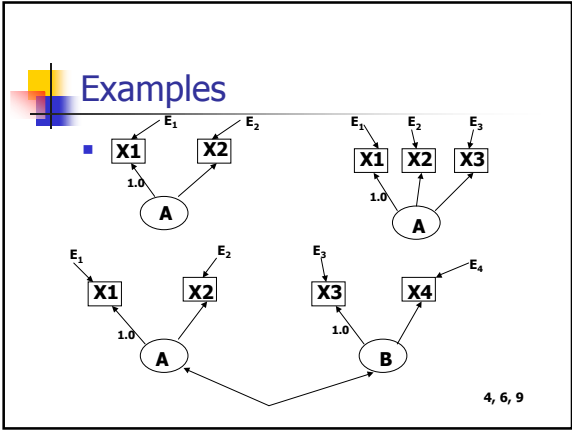 Examples
E1 E2
X1 X2
1.0
A
E1 E2 E3
X1 X2 X3
1.0
A
E1 E2
X1 X2
1.0
A
E3 E4
X3 X4
1.0
B
4, 6, 9